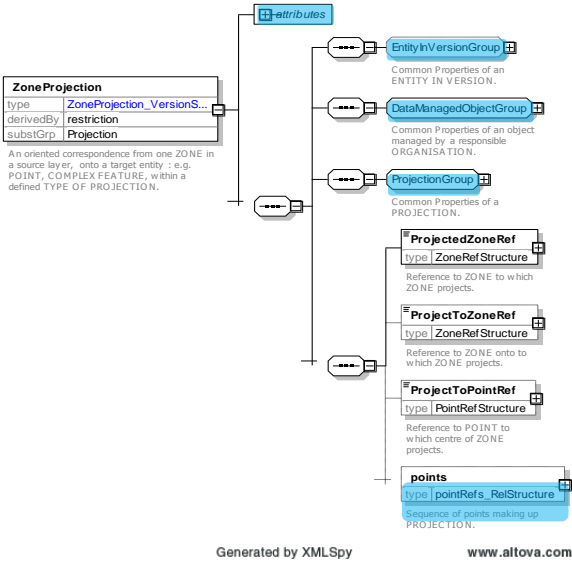 attributes
EntityInVersionGroup
Common Properties of an
ENTITY IN VERSION.
ZoneProjection
type ZoneProjection_VersionS...
derivedBy restriction
substGrp Projection
An oriented correspondence from one ZONE in
a source layer, onto a target entity : e.g.
POINT, COMPLEX FEATURE, within a
defined TYPE OF PROJECTION.
DataManagedObjectGroup
Common Properties of an object
managed by a responsible
ORGANISATION.
ProjectionGroup
Common Properties of a
PROJECTION.
ProjectedZoneRef
type ZoneRefStructure
Reference to ZONE to which
ZONE projects.
ProjectToZoneRef
type ZoneRefStructure
Reference to ZONE onto to
which ZONE projects.
ProjectToPointRef
type PointRefStructure
Reference to POINT to
which centre of ZONE
projects.
points
type pointRefs_RelStructure
Sequence of points making up
PROJECTION.
Generated by XMLSpy
www.altova.com